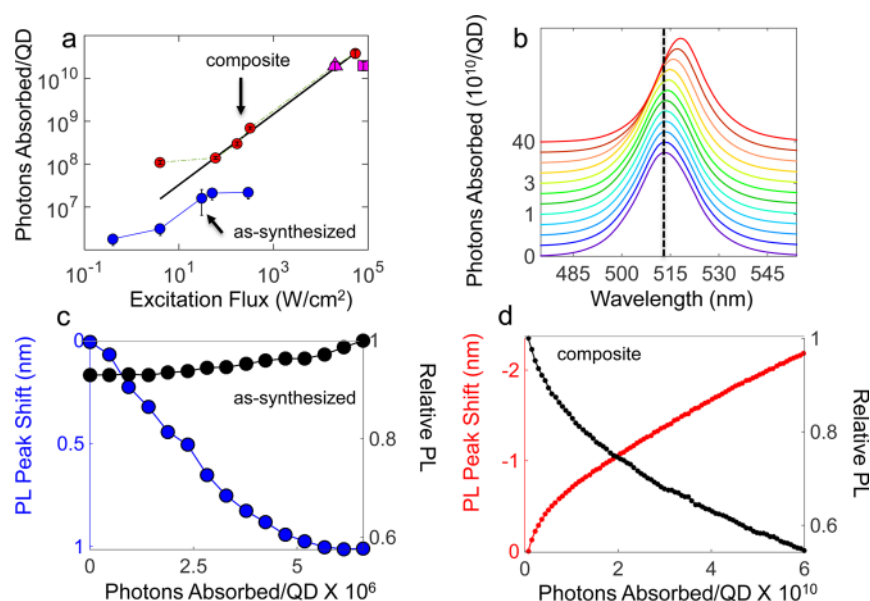 a
composite
as-synthesized
Photons Absorbed/QD
10^10
10^9
10^8
10^7
10^-1
10^1
10^3
10^5
Excitation Flux (W/cm²)
b
Photons Absorbed (10^10/QD)
40
3
1
0
485
500
515
530
545
Wavelength (nm)
c
PL Peak Shift (nm)
0
0.5
1
as-synthesized
1
0.8
0.6
Relative PL
0
2.5
5
Photons Absorbed/QD X 10^6
d
PL Peak Shift (nm)
-2
-1
0
composite
1
0.8
0.6
Relative PL
0
2
4
6
Photons Absorbed/QD X 10^10